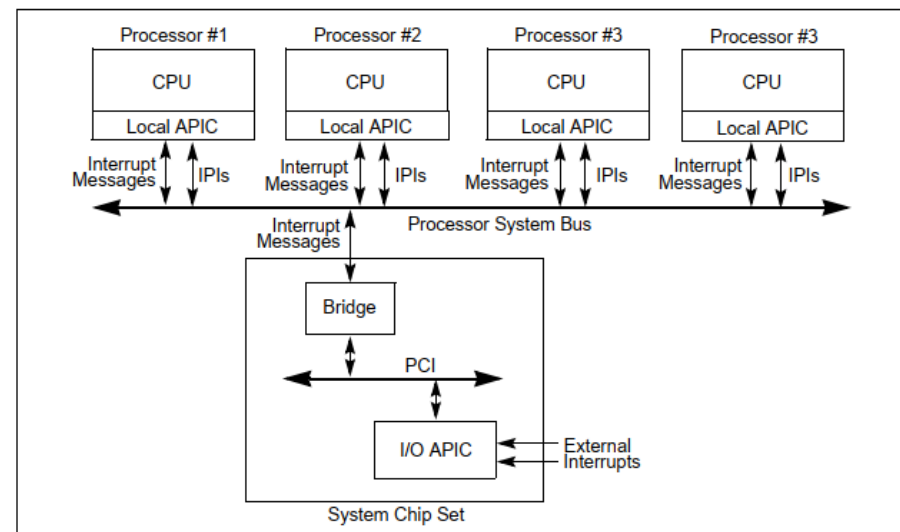 Processor #1
Processor #2
Processor #3
Processor #3
CPU
CPU
CPU
CPU
Local APIC
Local APIC
Local APIC
Local APIC
Interrupt
Messages
IPIs
Interrupt
Messages
IPIs
Interrupt
Messages
IPIs
Interrupt
Messages
IPIs
Processor System Bus
Interrupt
Messages
Bridge
PCI
I/O APIC
External
Interrupts
System Chip Set